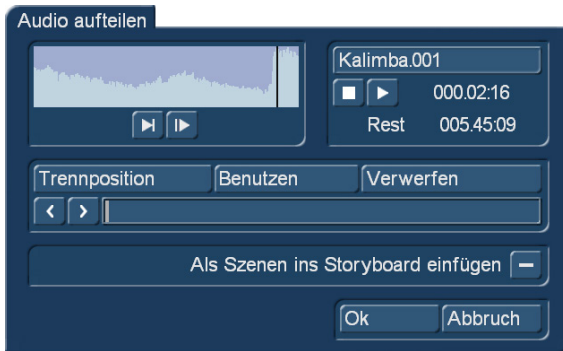 Audio aufteilen
Kalimba.001
000.02:16
Rest 005.45:09
Trennposition Benutzen Verwerfen
Als Szenen ins Storyboard einfügen
Ok Abbruch